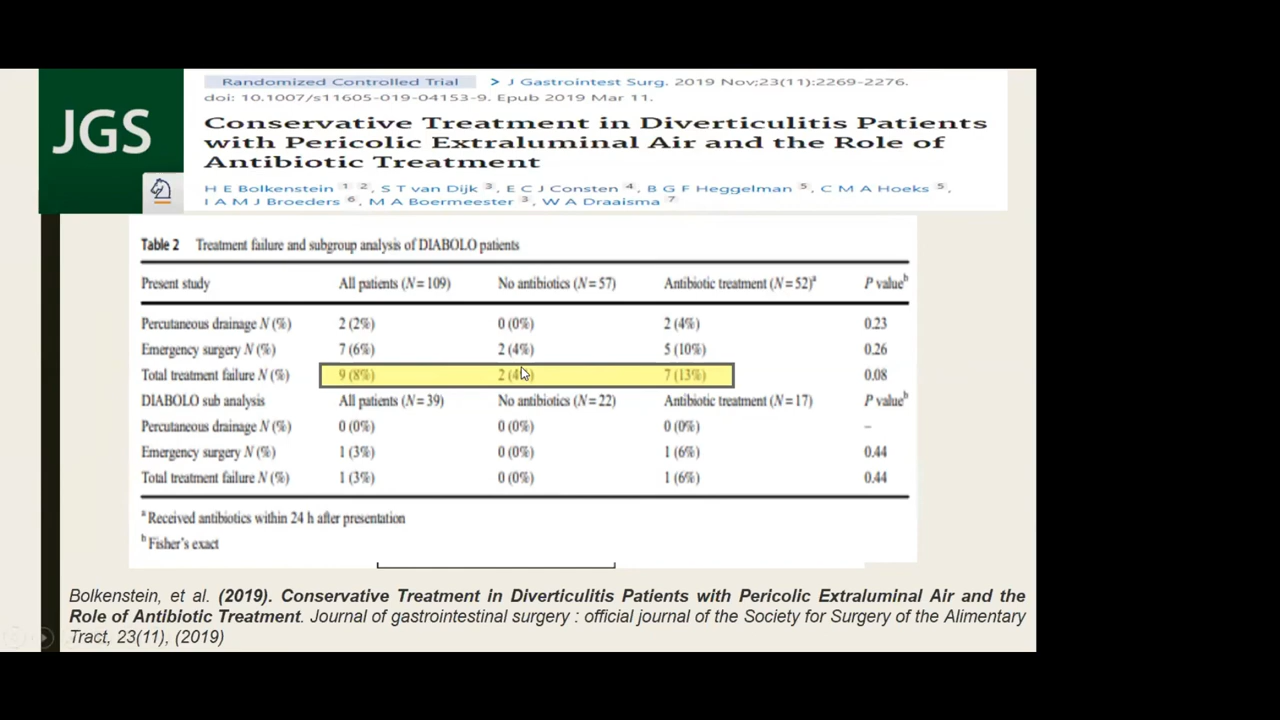 Randomized Controlled Trial > J Gastrointest Surg. 2019 Nov;23(11):2269-2276.
doi: 10.1007/s11605-019-04153-9. Epub 2019 Mar 11.
JGS
Conservative Treatment in Diverticulitis Patients
with Pericolic Extraluminal Air and the Role of
Antibiotic Treatment
H E Bolkenstein 1 2, S T van Dijk 3, E C J Consten 4, B G F Heggelman 5, C M A Hoeks 5,
I A M J Broeders 6, M A Boermeester 3, W A Draaisma 7
Table 2 Treatment failure and subgroup analysis of DIABOLO patients
Present study All patients (N = 109) No antibiotics (N = 57) Antibiotic treatment (N = 52)a P valueb
Percutaneous drainage N (%) 2 (2%) 0 (0%) 2 (4%) 0.23
Emergency surgery N (%) 7 (6%) 2 (4%) 5 (10%) 0.26
Total treatment failure N (%) 9 (8%) 7 (13%) 0.08
DIABOLO sub analysis All patients (N = 39) No antibiotics (N = 22) Antibiotic treatment (N = 17) P valueb
Percutaneous drainage N (%) 0 (0%) 0 (0%) 0 (0%) –
Emergency surgery N (%) 1 (3%) 0 (0%) 1 (6%) 0.44
Total treatment failure N (%) 1 (3%) 0 (0%) 1 (6%) 0.44
a Received antibiotics within 24 h after presentation
b Fisher's exact
Bolkenstein, et al. (2019). Conservative Treatment in Diverticulitis Patients with Pericolic Extraluminal Air and the
Role of Antibiotic Treatment. Journal of gastrointestinal surgery : official journal of the Society for Surgery of the Alimentary
Tract, 23(11), (2019)